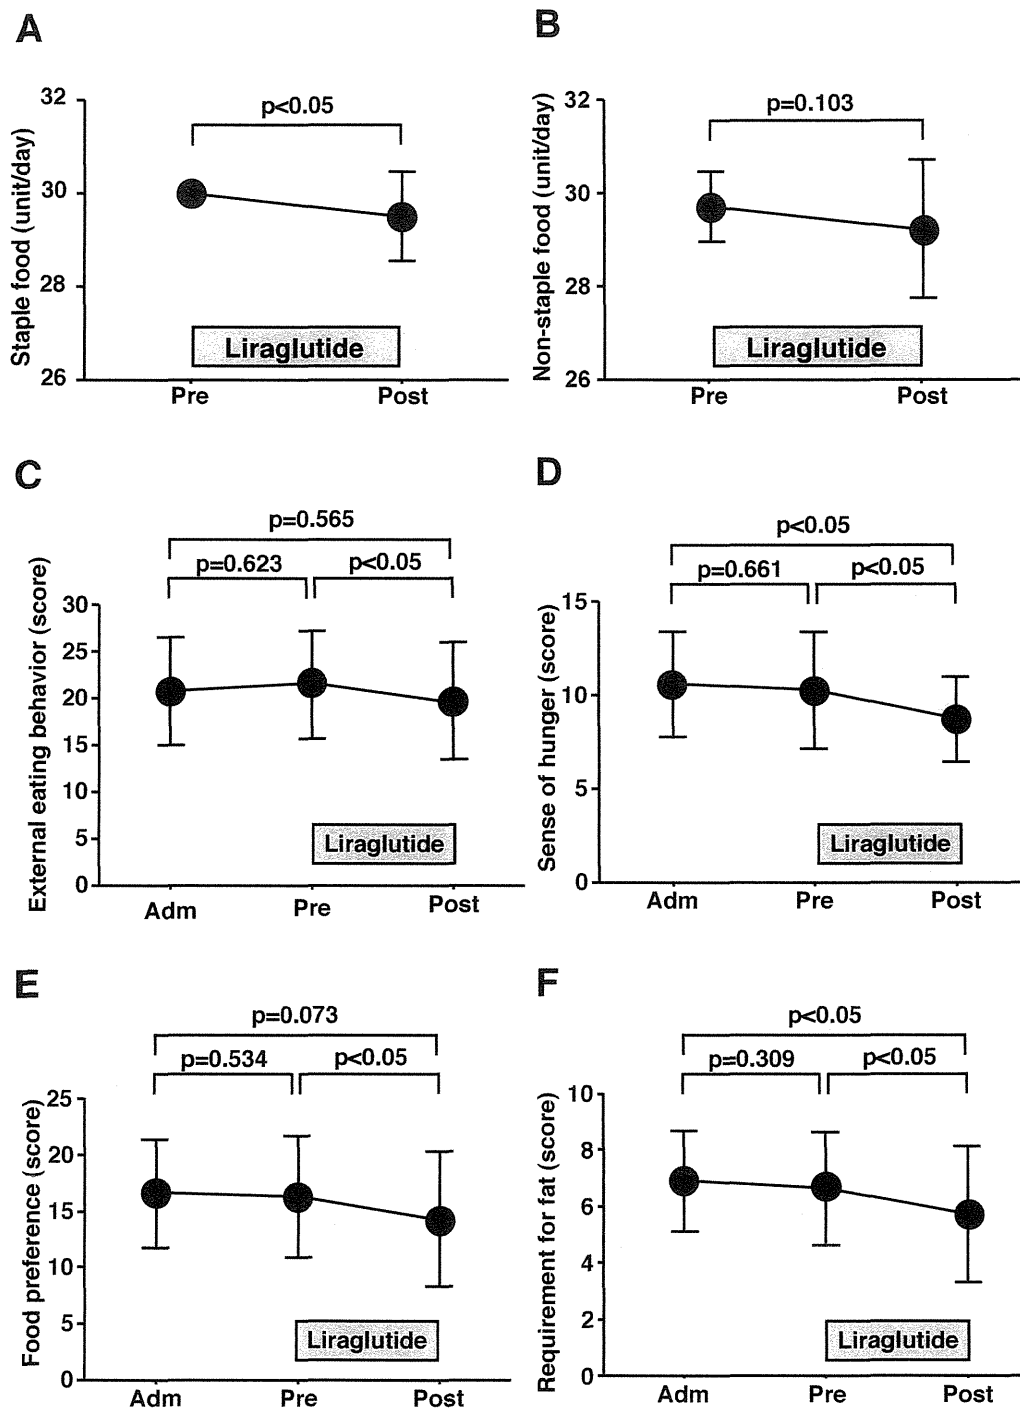 A
Staple food (unit/day)
32
30
28
26
p<0.05
Liraglutide
Pre Post
B
Non-staple food (unit/day)
32
30
28
26
p=0.103
Liraglutide
Pre Post
C
External eating behavior (score)
30
25
20
15
10
5
0
p=0.565
p=0.623 p<0.05
Liraglutide
Adm Pre Post
D
Sense of hunger (score)
15
10
5
0
p<0.05
p=0.661 p<0.05
Liraglutide
Adm Pre Post
E
Food preference (score)
25
20
15
10
5
0
p=0.073
p=0.534 p<0.05
Liraglutide
Adm Pre Post
F
Requirement for fat (score)
10
8
6
4
2
0
p<0.05
p=0.309 p<0.05
Liraglutide
Adm Pre Post